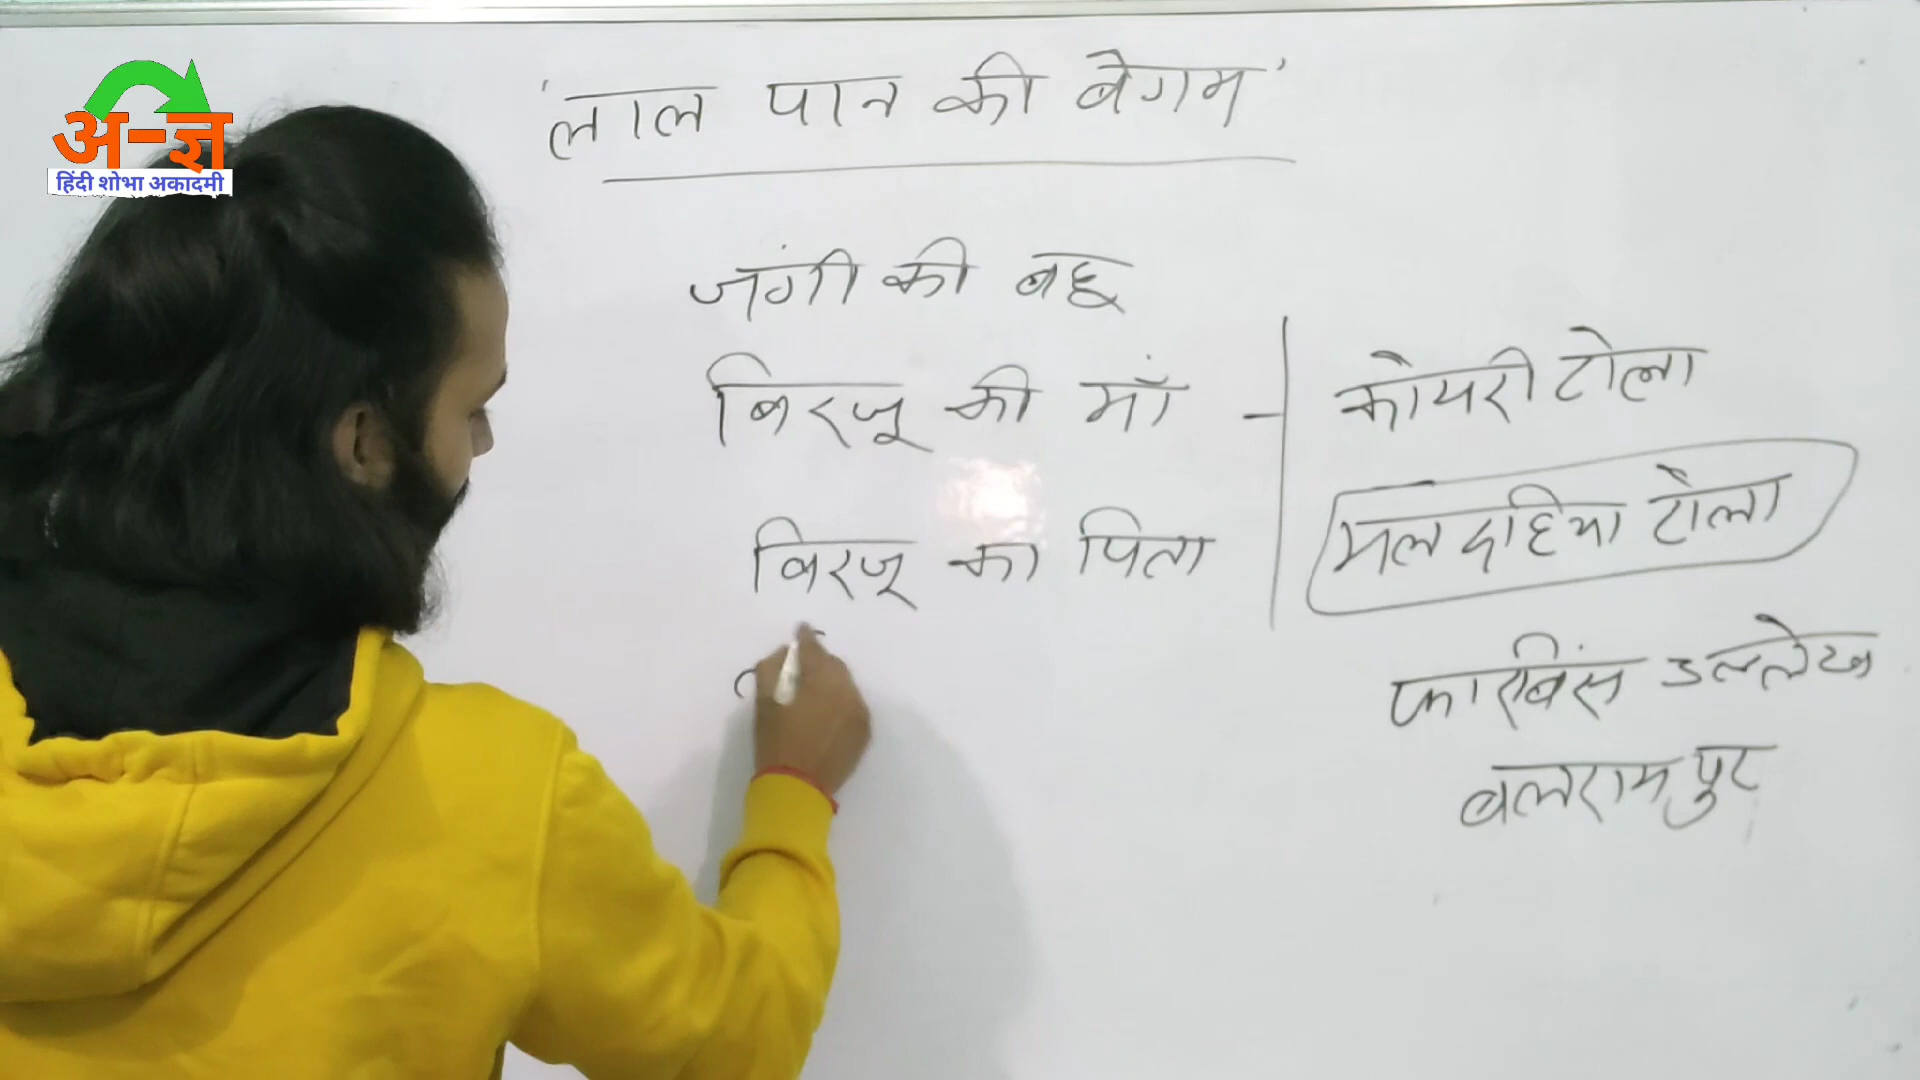 अ-ज्ञ
हिंदी शोभा अकादमी
'लाल पान की बेगम'
जंगी की बहू
बिरजू की माँ - कोयरी टोला
बिरजू का पिता
मलदहिया टोला
फारबिंस उल्लेख
बलरामपुर